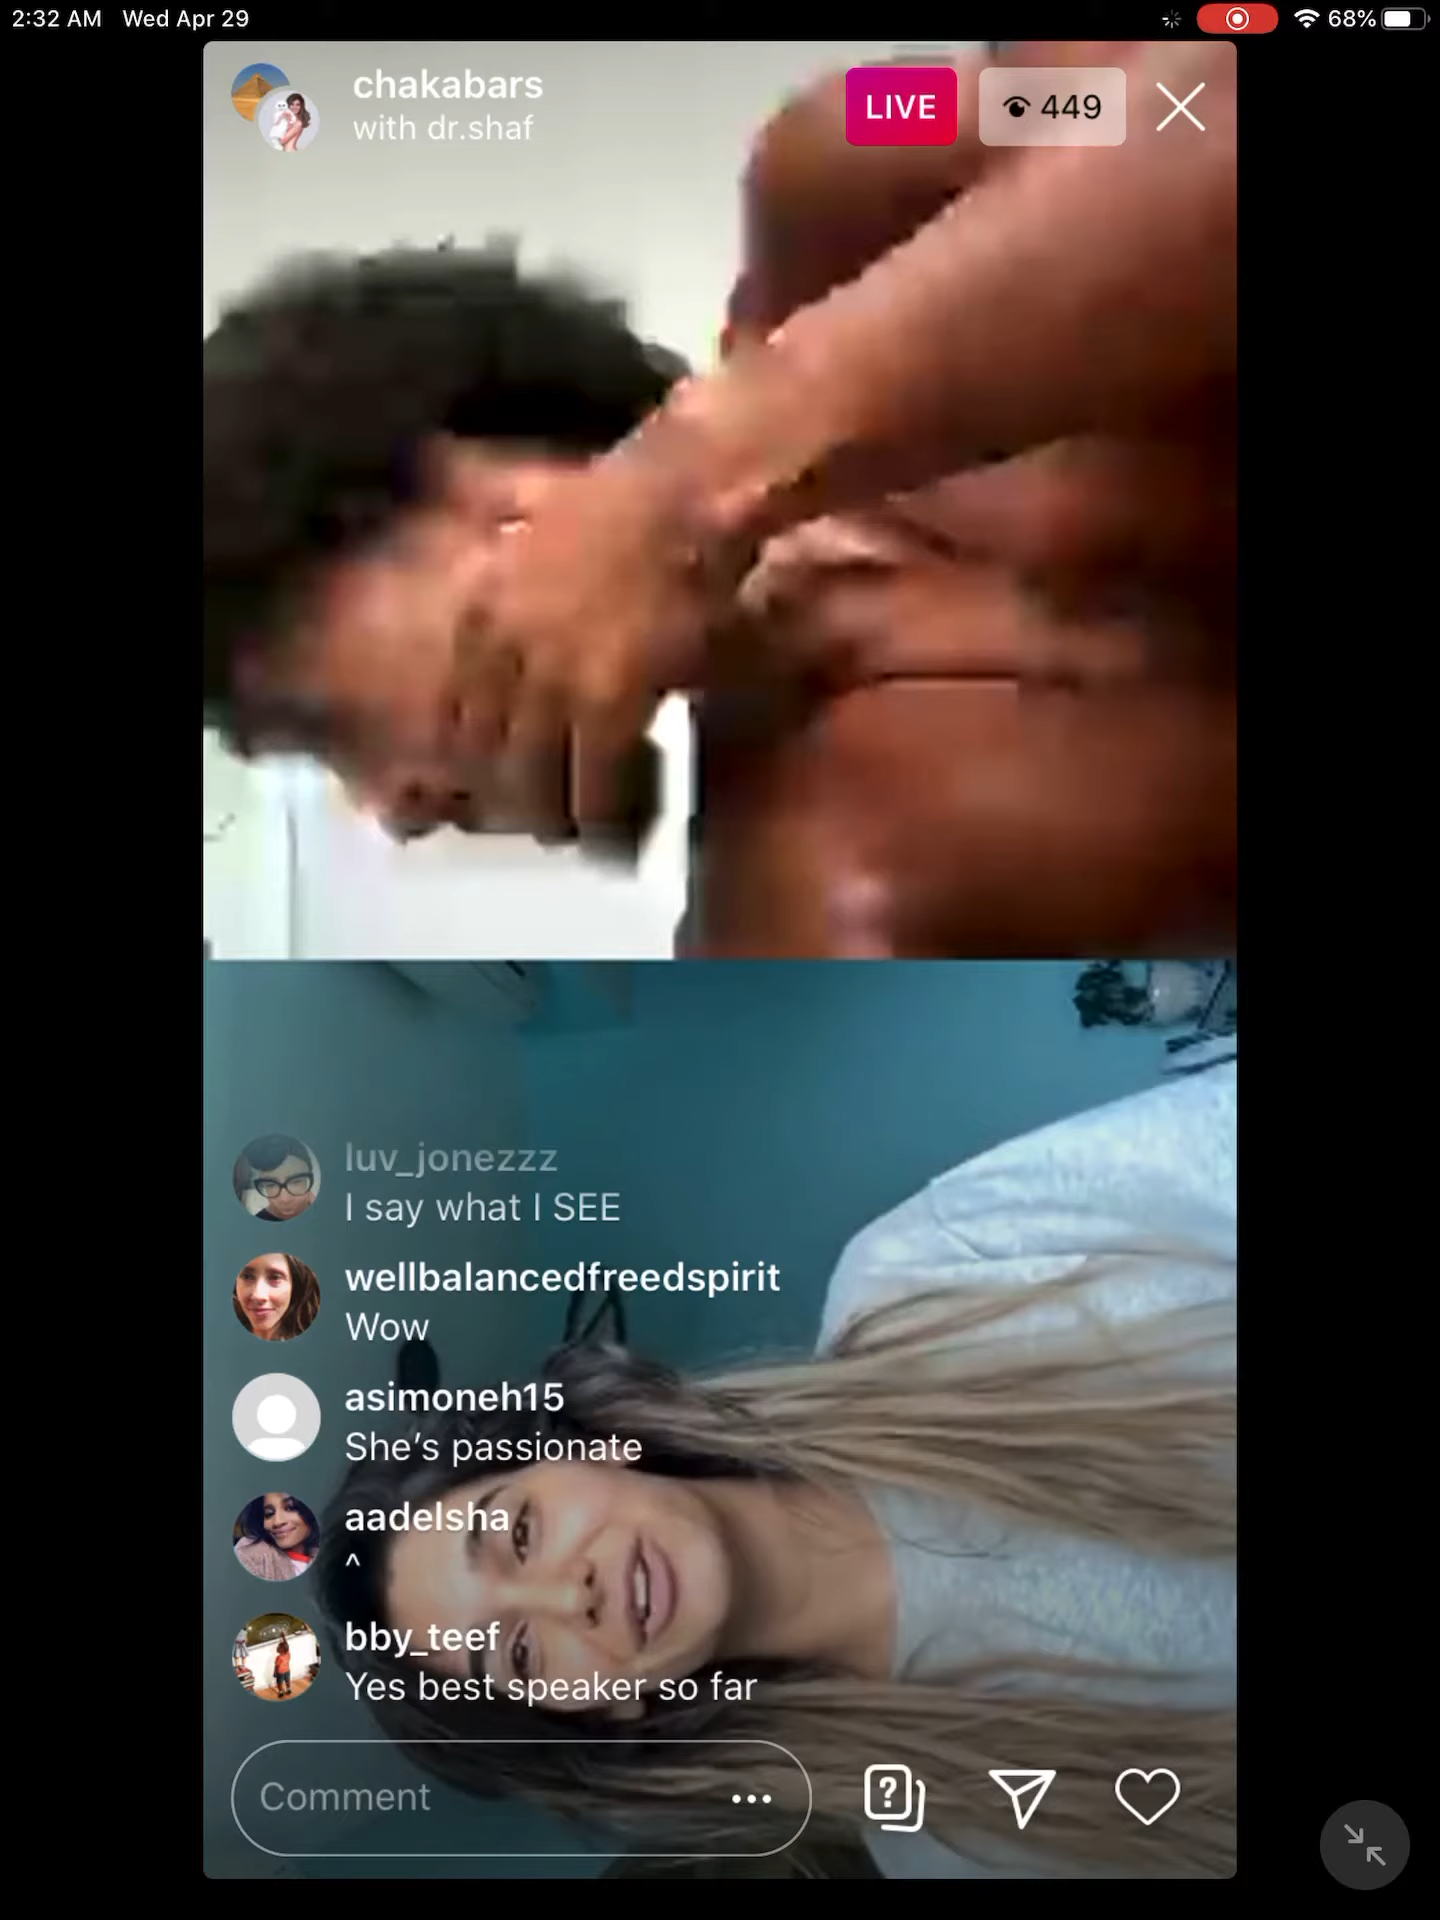 2:32 AM Wed Apr 29
68%
chakabars
with dr.shaf
LIVE
449
luv_jonezzz
I say what I SEE
wellbalancedfreedspirit
Wow
asimoneh15
She's passionate
aadelsha
^
bby_teef
Yes best speaker so far
Comment